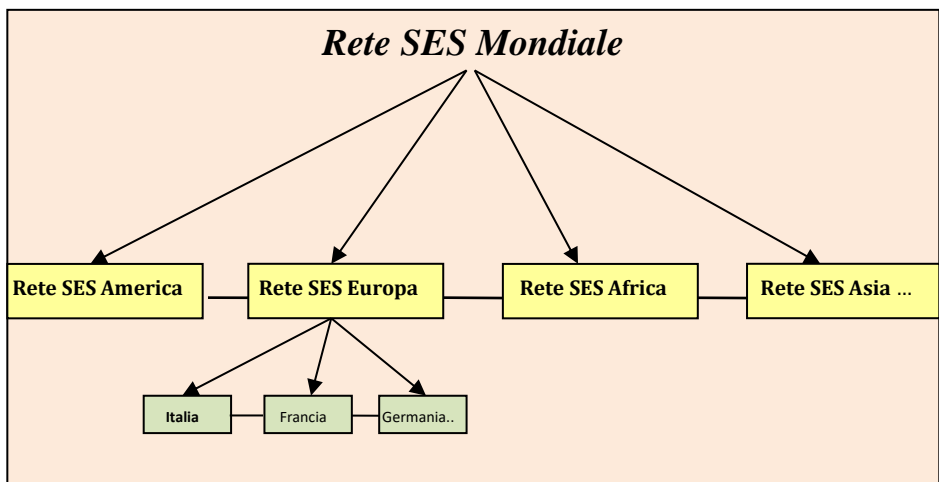 Rete SES Mondiale
Rete SES America
Rete SES Europa
Rete SES Africa
Rete SES Asia ...
Italia
Francia
Germania..